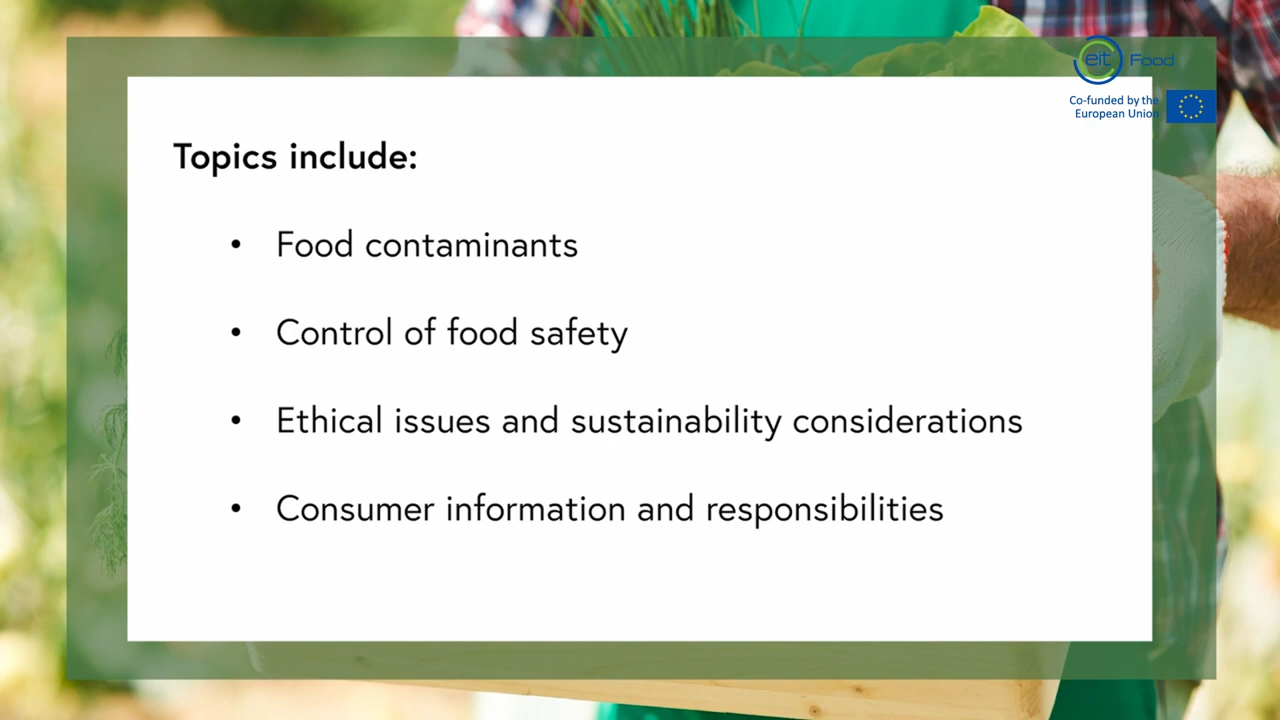 eit Food
Co-funded by the
European Union
Topics include:
• Food contaminants
• Control of food safety
• Ethical issues and sustainability considerations
• Consumer information and responsibilities